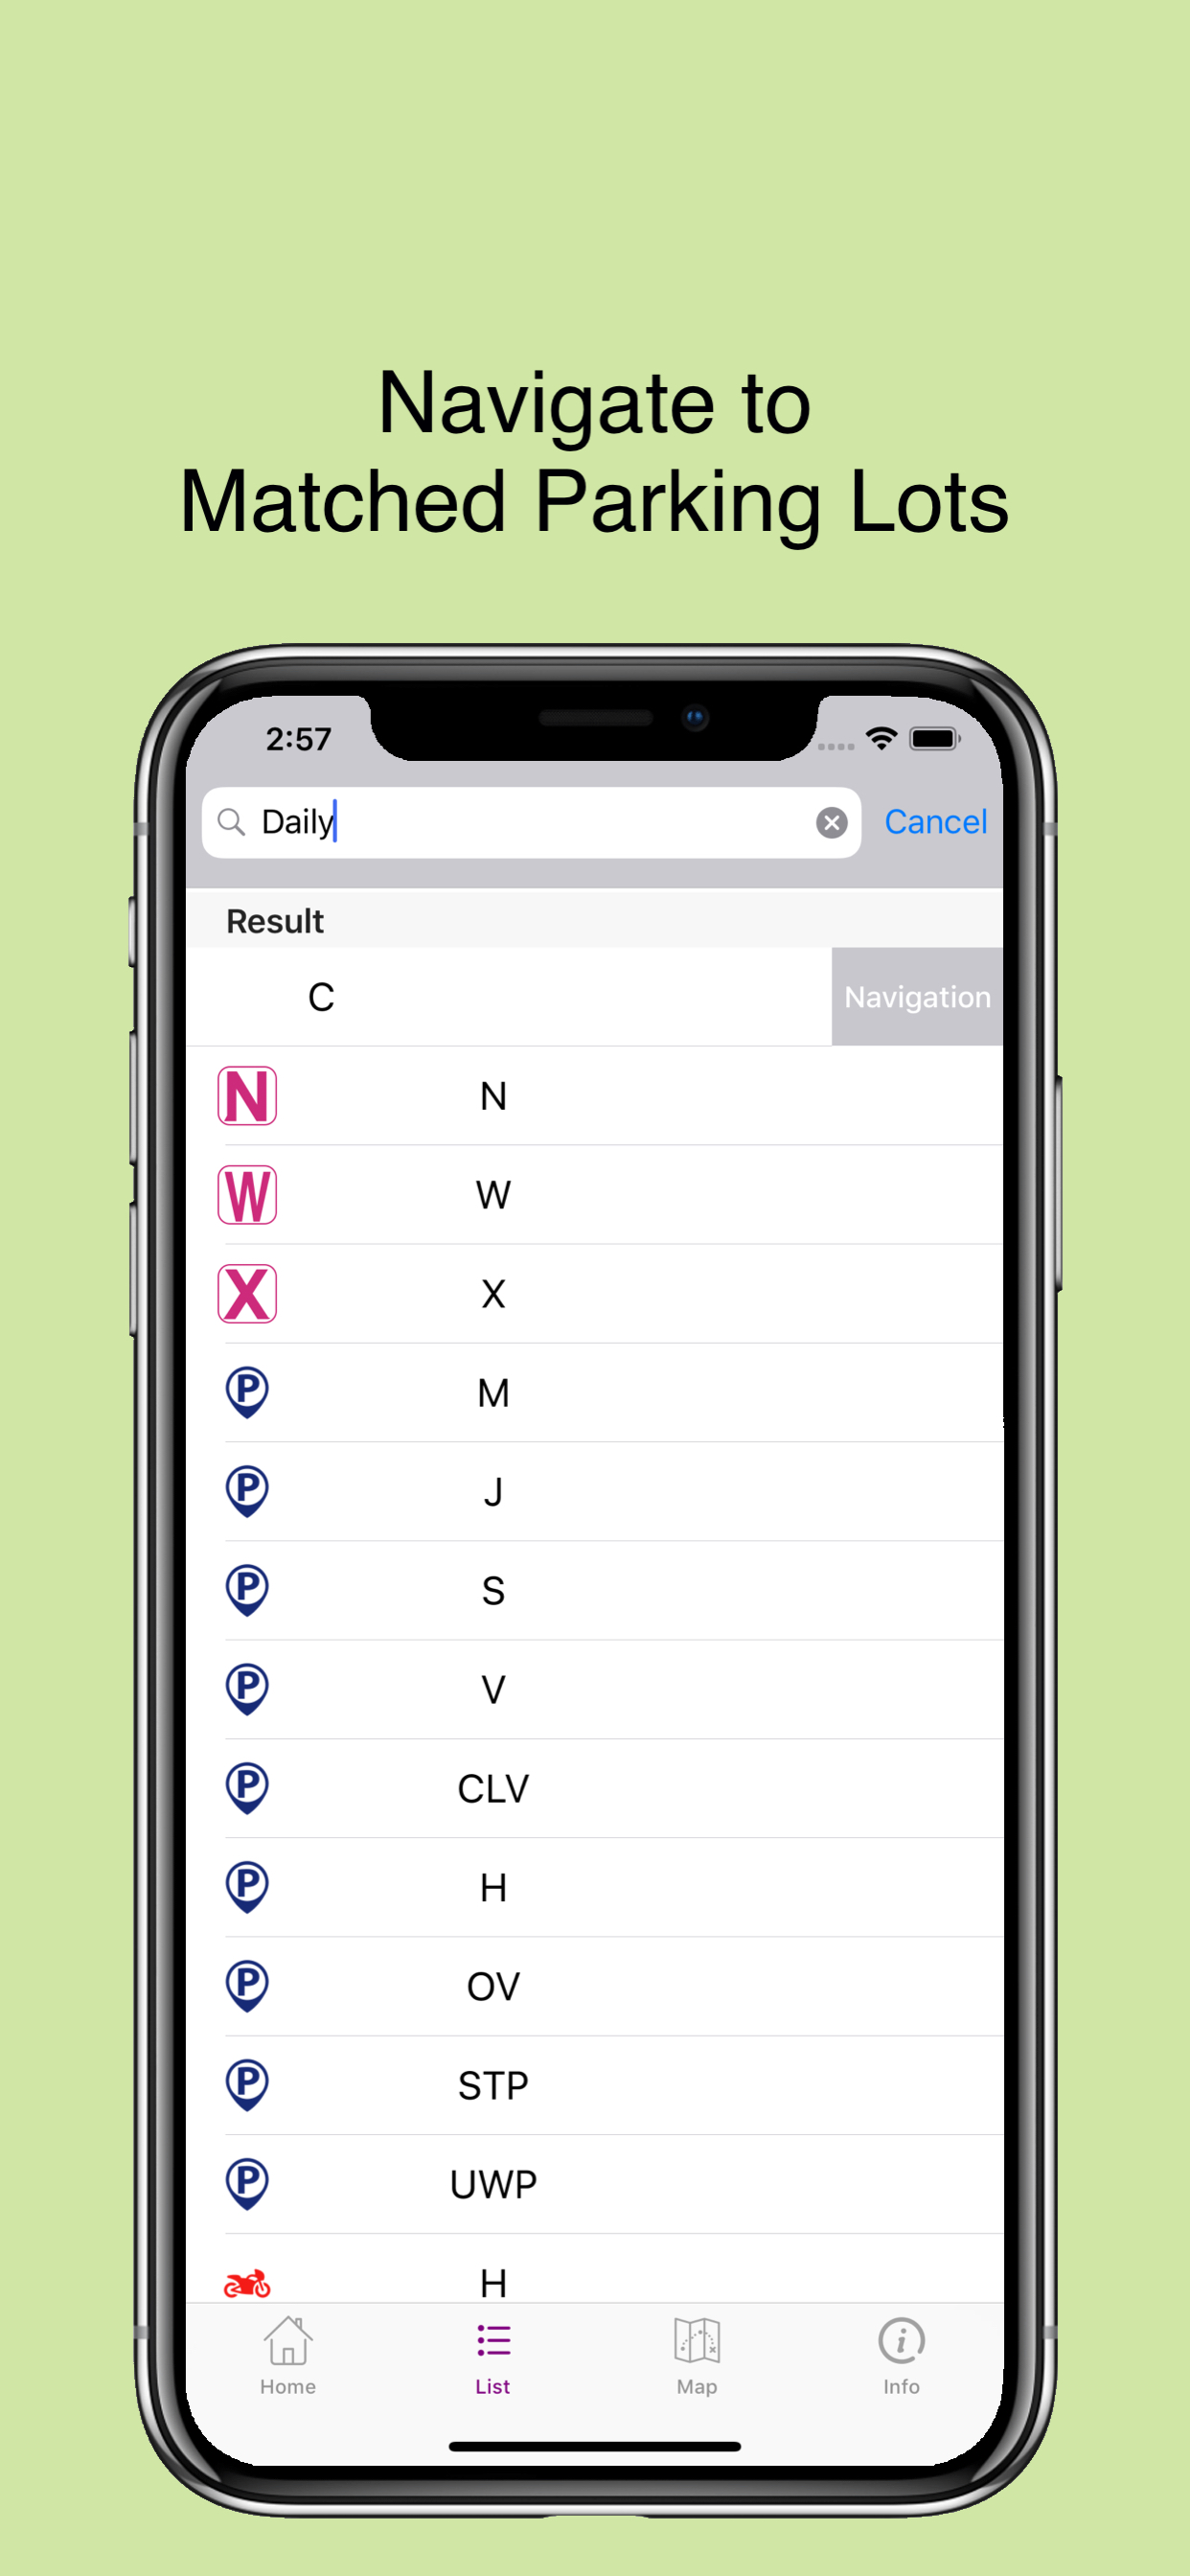 Navigate to
Matched Parking Lots
2:57
Daily
Cancel
Result
C
Navigation
N N
W W
X X
P M
P J
P S
P V
P CLV
P H
P OV
P STP
P UWP
H
Home List Map Info